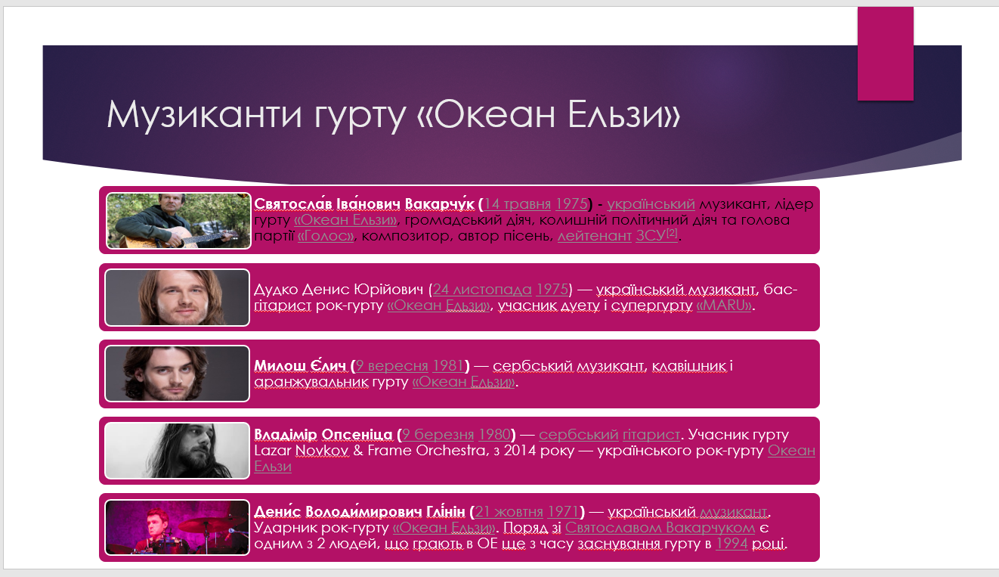 Музиканти гурту «Океан Ельзи»
Святосла́в Іва́нович Вакарчу́к (14 травня 1975) - український музикант, лідер
гурту «Океан Ельзи», громадський діяч, колишній політичний діяч та голова
партії «Голос», композитор, автор пісень, лейтенант ЗСУ[2].
Дудко Денис Юрійович (24 листопада 1975) — український музикант, бас-
гітарист рок-гурту «Океан Ельзи», учасник дуету і супергурту «MARU».
Милош Є́лич (9 вересня 1981) — сербський музикант, клавішник і
аранжувальник гурту «Океан Ельзи».
Владімір Опсеніца (9 березня 1980) — сербський гітарист. Учасник гурту
Lazar Novkov & Frame Orchestra, з 2014 року — українського рок-гурту Океан
Ельзи
Дени́с Володи́мирович Глі́нін (21 жовтня 1971) — український музикант.
Ударник рок-гурту «Океан Ельзи». Поряд зі Святославом Вакарчуком є
одним з 2 людей, що грають в ОЕ ще з часу заснування гурту в 1994 році.